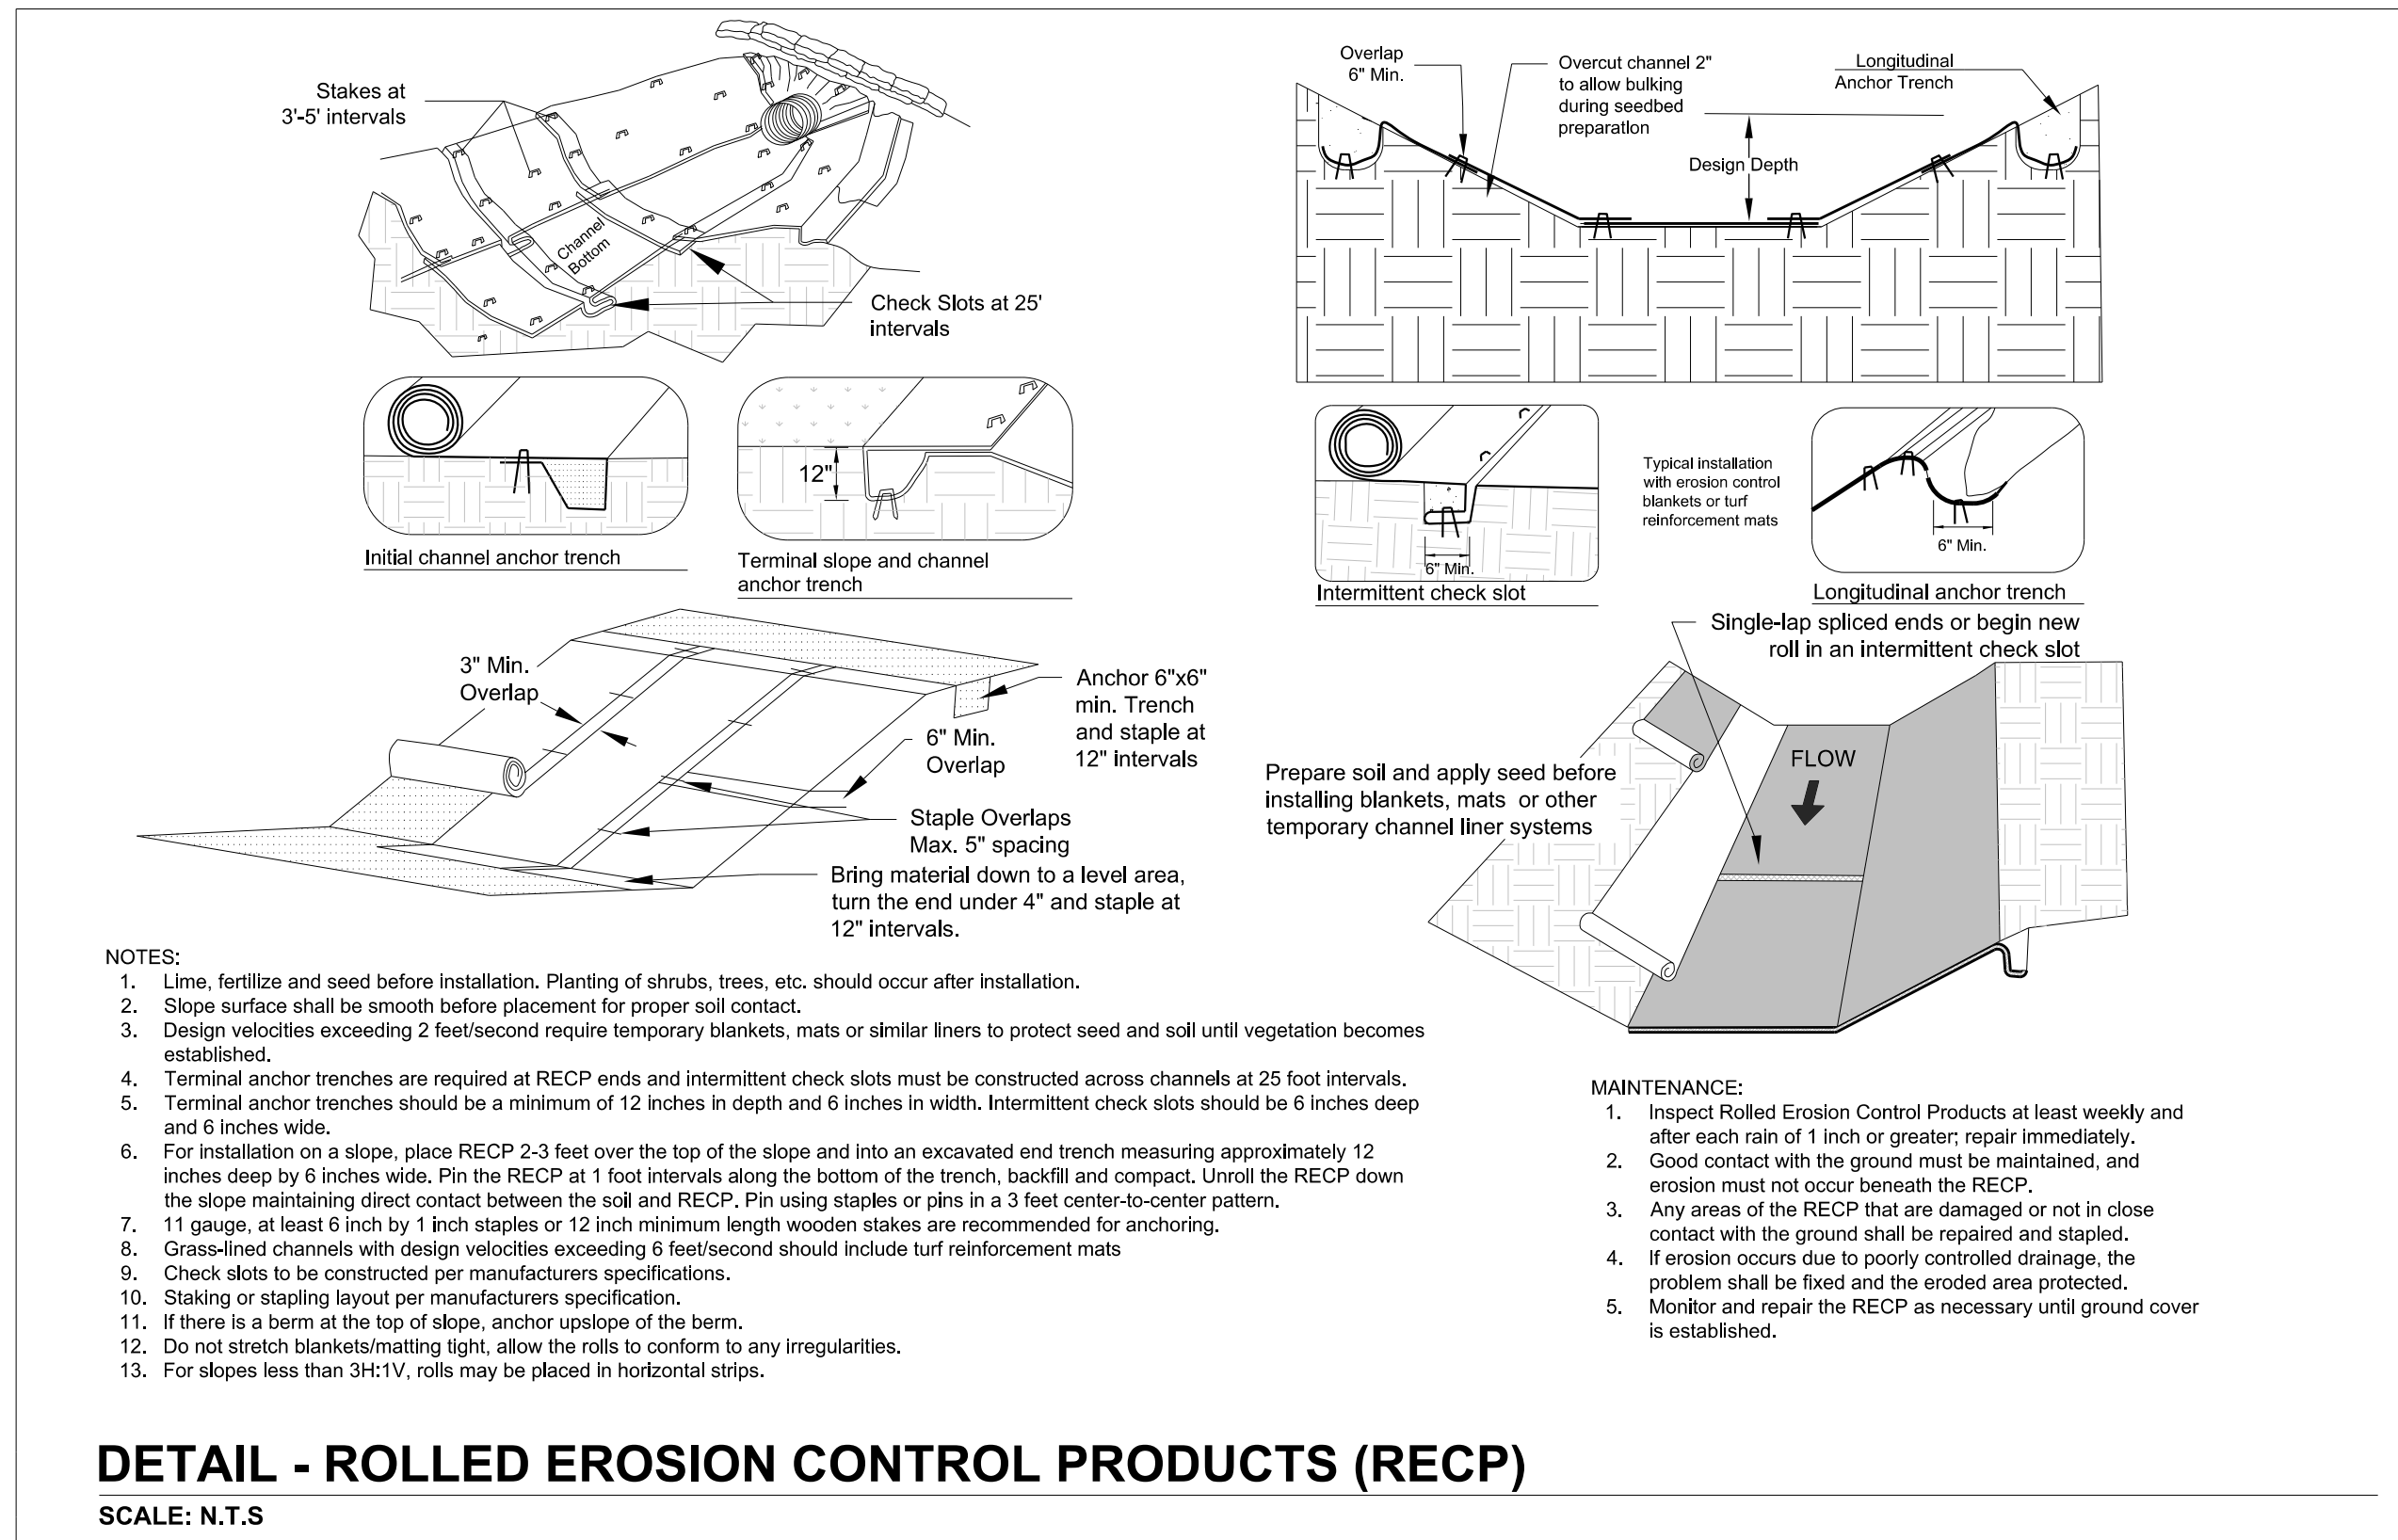 Stakes at
3'-5' intervals
Channel
Bottom
Check Slots at 25'
intervals
Overlap
6" Min.
Overcut channel 2"
to allow bulking
during seedbed
preparation
Longitudinal
Anchor Trench
Design Depth
Initial channel anchor trench
12"
Terminal slope and channel
anchor trench
6" Min.
Intermittent check slot
Typical installation
with erosion control
blankets or turf
reinforcement mats
6" Min.
Longitudinal anchor trench
3" Min.
Overlap
Anchor 6"x6"
min. Trench
and staple at
12" intervals
6" Min.
Overlap
Staple Overlaps
Max. 5" spacing
Bring material down to a level area,
turn the end under 4" and staple at
12" intervals.
Single-lap spliced ends or begin new
roll in an intermittent check slot
FLOW
Prepare soil and apply seed before
installing blankets, mats or other
temporary channel liner systems
NOTES:
1. Lime, fertilize and seed before installation. Planting of shrubs, trees, etc. should occur after installation.
2. Slope surface shall be smooth before placement for proper soil contact.
3. Design velocities exceeding 2 feet/second require temporary blankets, mats or similar liners to protect seed and soil until vegetation becomes
established.
4. Terminal anchor trenches are required at RECP ends and intermittent check slots must be constructed across channels at 25 foot intervals.
5. Terminal anchor trenches should be a minimum of 12 inches in depth and 6 inches in width. Intermittent check slots should be 6 inches deep
and 6 inches wide.
6. For installation on a slope, place RECP 2-3 feet over the top of the slope and into an excavated end trench measuring approximately 12
inches deep by 6 inches wide. Pin the RECP at 1 foot intervals along the bottom of the trench, backfill and compact. Unroll the RECP down
the slope maintaining direct contact between the soil and RECP. Pin using staples or pins in a 3 feet center-to-center pattern.
7. 11 gauge, at least 6 inch by 1 inch staples or 12 inch minimum length wooden stakes are recommended for anchoring.
8. Grass-lined channels with design velocities exceeding 6 feet/second should include turf reinforcement mats
9. Check slots to be constructed per manufacturers specifications.
10. Staking or stapling layout per manufacturers specification.
11. If there is a berm at the top of slope, anchor upslope of the berm.
12. Do not stretch blankets/matting tight, allow the rolls to conform to any irregularities.
13. For slopes less than 3H:1V, rolls may be placed in horizontal strips.
MAINTENANCE:
1. Inspect Rolled Erosion Control Products at least weekly and
after each rain of 1 inch or greater; repair immediately.
2. Good contact with the ground must be maintained, and
erosion must not occur beneath the RECP.
3. Any areas of the RECP that are damaged or not in close
contact with the ground shall be repaired and stapled.
4. If erosion occurs due to poorly controlled drainage, the
problem shall be fixed and the eroded area protected.
5. Monitor and repair the RECP as necessary until ground cover
is established.
DETAIL - ROLLED EROSION CONTROL PRODUCTS (RECP)
SCALE: N.T.S